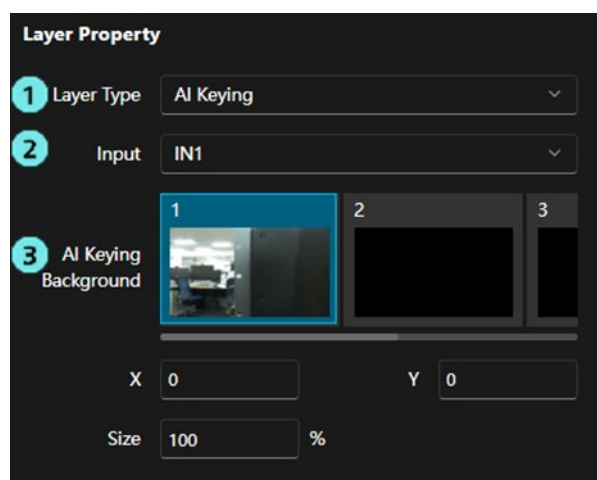 Layer Property
1 Layer Type AI Keying
2 Input IN1
1 2 3
3 AI Keying
Background
X 0 Y 0
Size 100 %